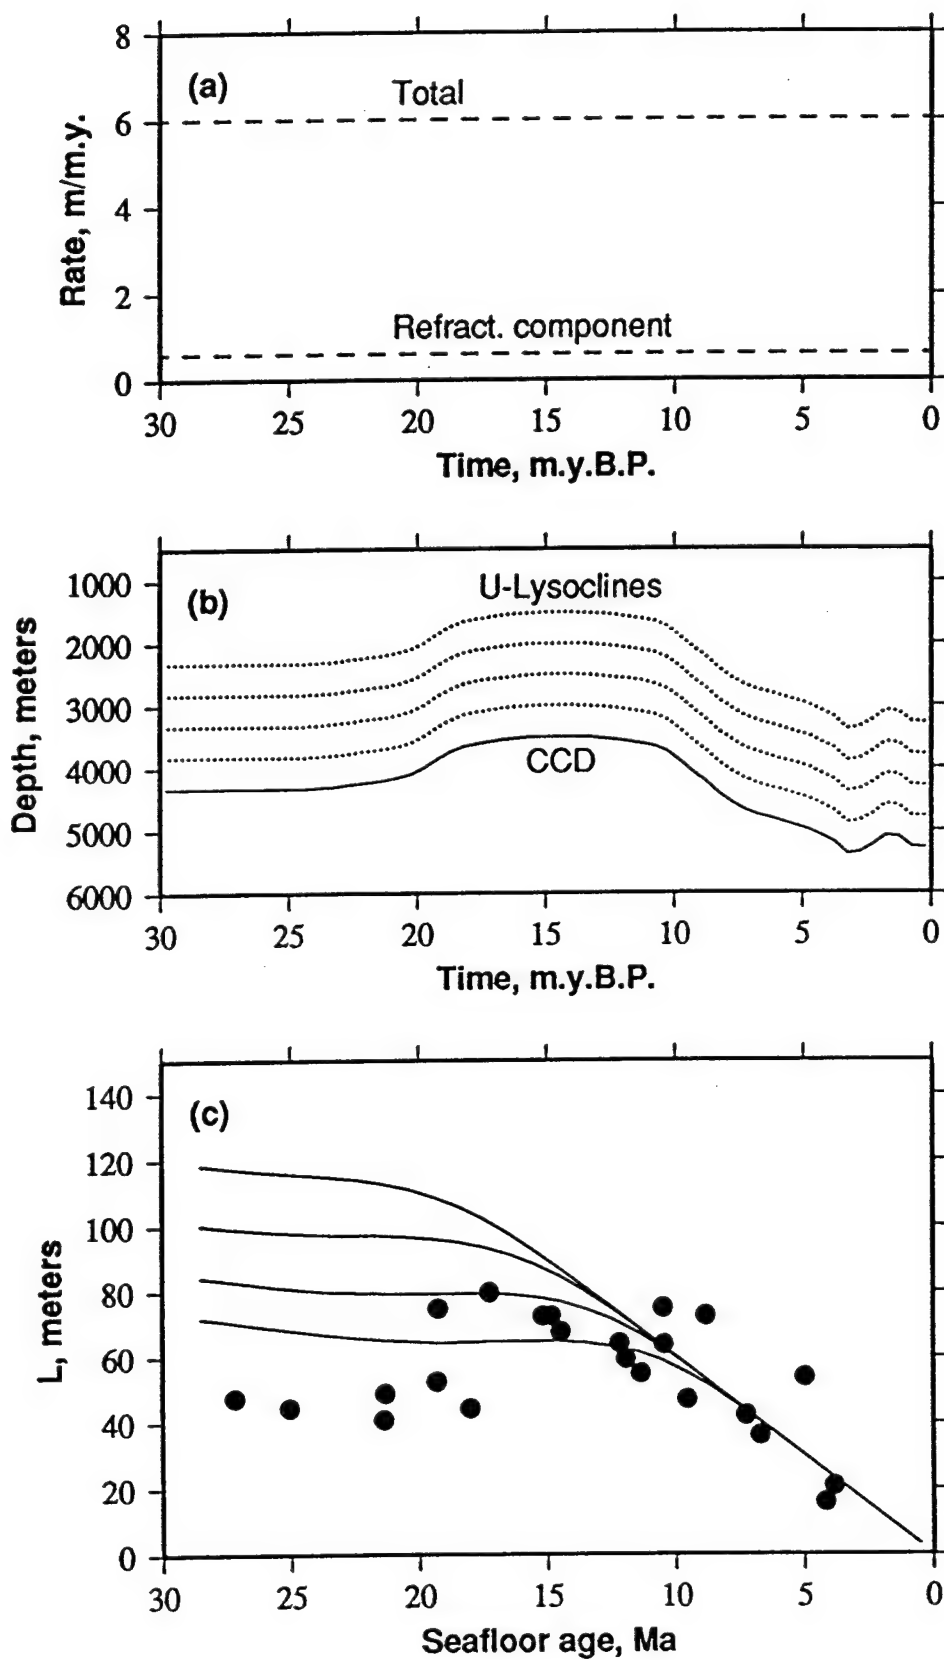 8
(a)
Total
6
Rate, m/m.y.
4
2
Refract. component
0
30 25 20 15 10 5 0
Time, m.y.B.P.
1000
U-Lysoclines
(b)
2000
Depth, meters
3000
4000
CCD
5000
6000
30 25 20 15 10 5 0
Time, m.y.B.P.
140
(c)
120
100
L, meters
80
60
40
20
0
30 25 20 15 10 5 0
Seafloor age, Ma